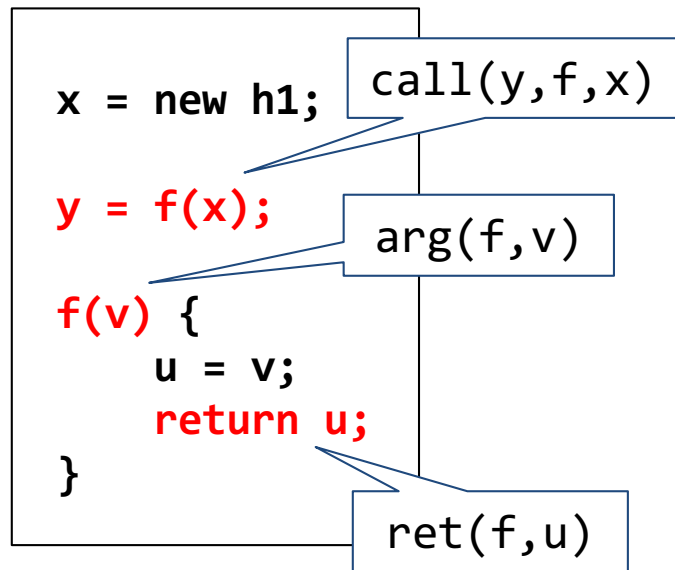 x = new h1;
call(y,f,x)
y = f(x);
arg(f,v)
f(v) {
u = v;
return u;
}
ret(f,u)